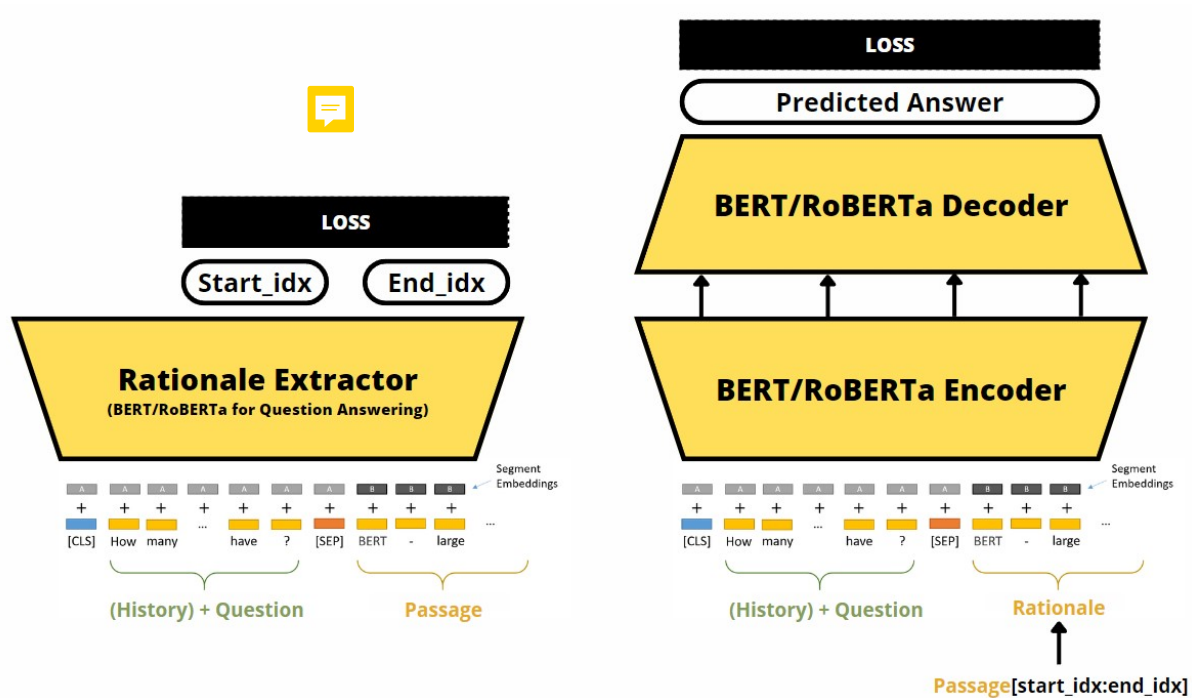 LOSS
Start_idx
End_idx
Rationale Extractor
(BERT/RoBERTa for Question Answering)
Segment
Embeddings
A A A A A A A B B B
+ + + + + + + + + +
...
...
[CLS] How many have ? [SEP] BERT - large
(History) + Question
Passage
LOSS
Predicted Answer
BERT/RoBERTa Decoder
BERT/RoBERTa Encoder
Segment
Embeddings
A A A A A A A B B B
+ + + + + + + + + +
...
...
[CLS] How many have ? [SEP] BERT - large
(History) + Question
Rationale
Passage[start_idx:end_idx]